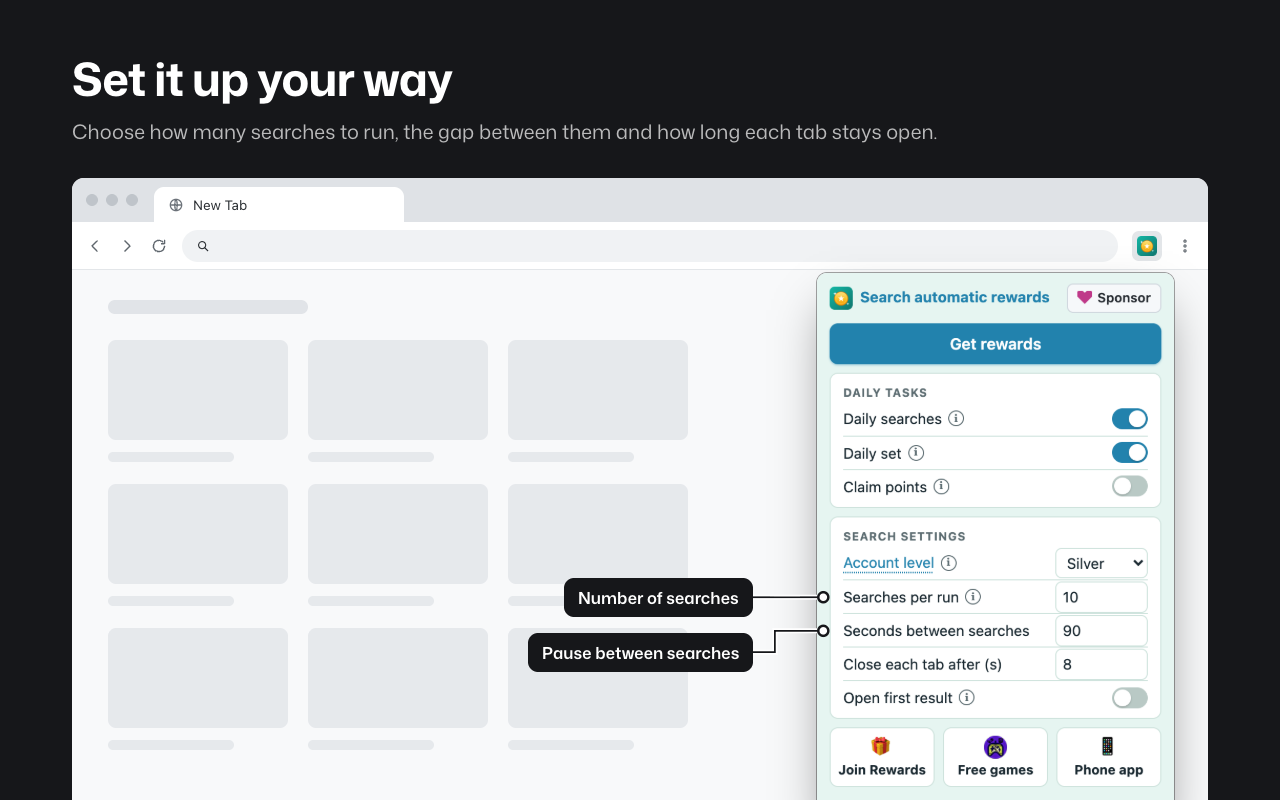 Set it up your way
Choose how many searches to run, the gap between them and how long each tab stays open.
New Tab
Search automatic rewards
Sponsor
Get rewards
DAILY TASKS
Daily searches
Daily set
Claim points
SEARCH SETTINGS
Account level
Silver
Number of searches
Searches per run
10
Pause between searches
Seconds between searches
90
Close each tab after (s)
8
Open first result
Join Rewards
Free games
Phone app